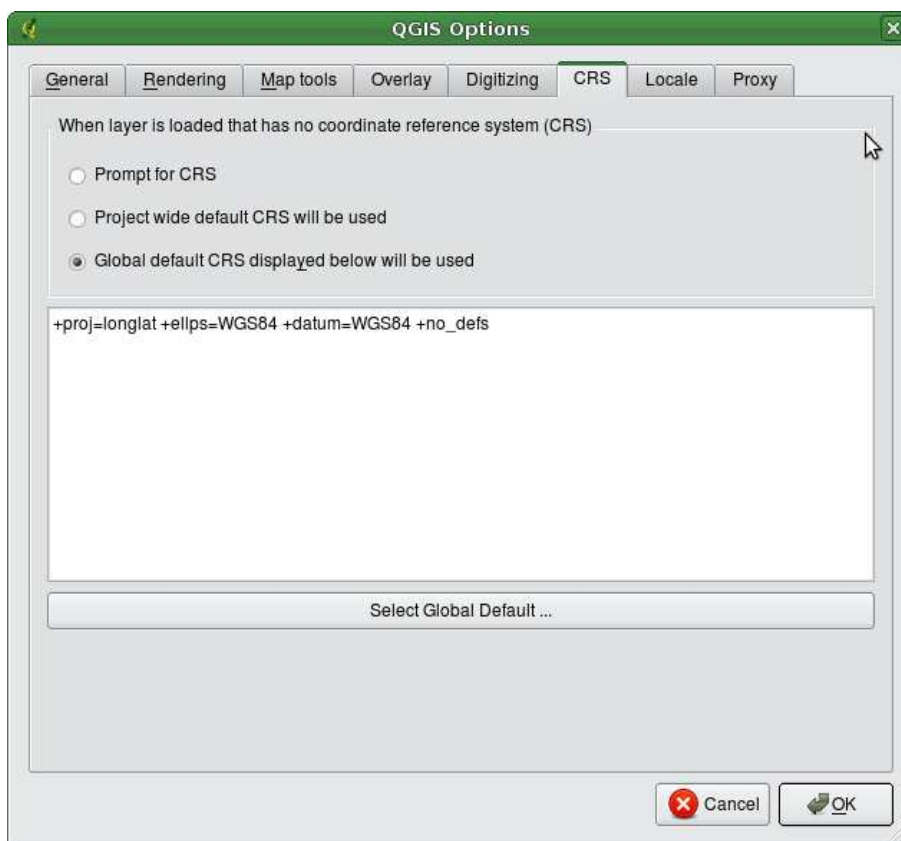 QGIS Options
General Rendering Map tools Overlay Digitizing CRS Locale Proxy
When layer is loaded that has no coordinate reference system (CRS)
Prompt for CRS
Project wide default CRS will be used
Global default CRS displayed below will be used
+proj=longlat +ellps=WGS84 +datum=WGS84 +no_defs
Select Global Default ...
Cancel OK